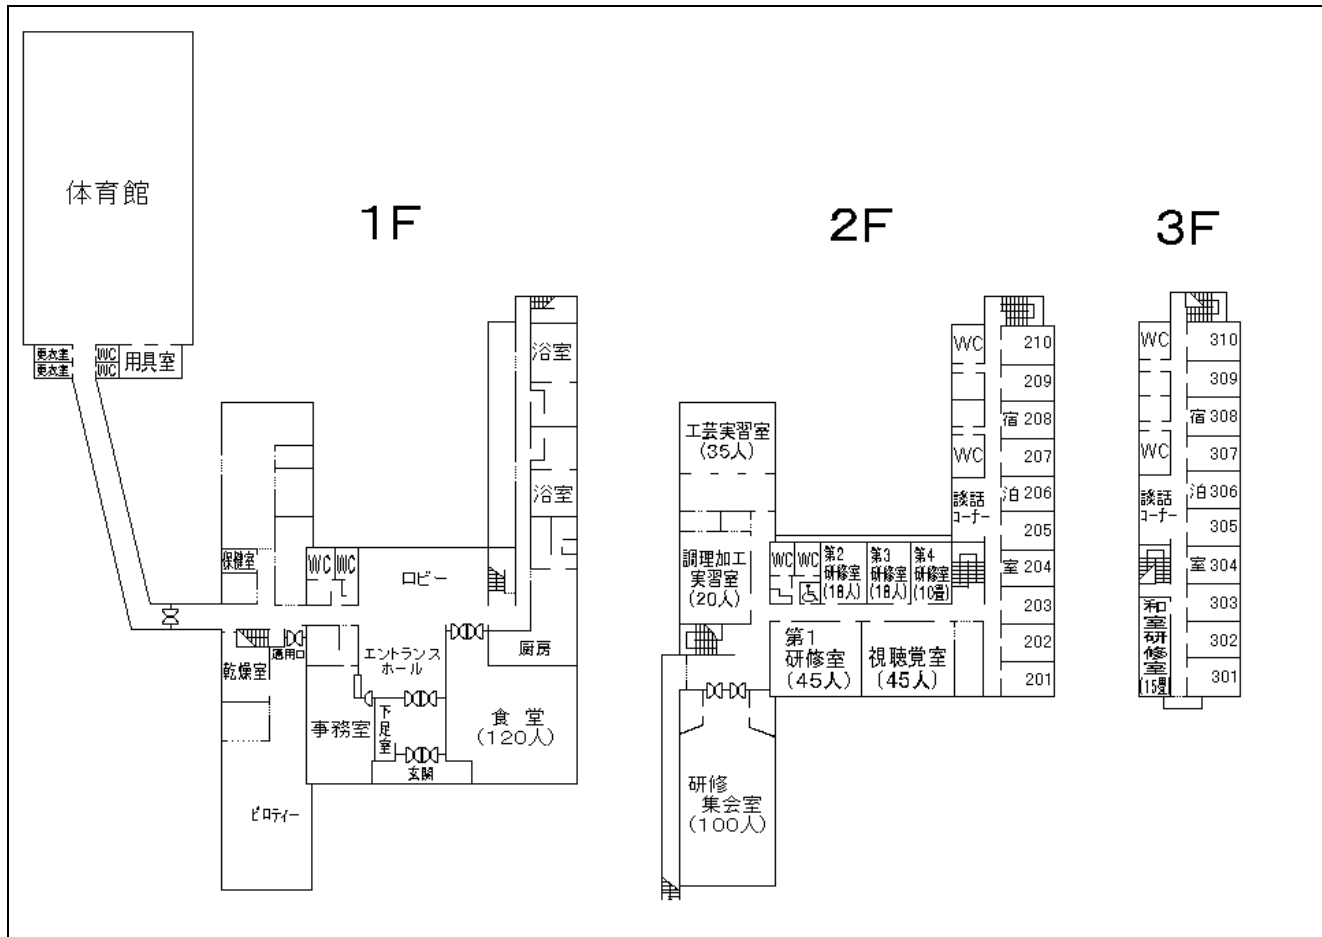 1F
体育館
更衣室
更衣室
WC
WC
用具室
浴室
浴室
保健室
WC
WC
ロビー
乾燥室
通用口
エントランス
ホール
厨房
事務室
下足室
食堂
(120人)
玄関
ピロティー
2F
工芸実習室
(35人)
調理加工
実習室
(20人)
WC
WC
第2
研修室
(18人)
第3
研修室
(18人)
第4
研修室
(10畳)
第1
研修室
(45人)
視聴覚室
(45人)
研修
集会室
(100人)
WC
WC
談話
コーナー
宿泊室
210
209
208
207
206
205
204
203
202
201
3F
WC
WC
談話
コーナー
和室研修室
(15畳)
宿泊室
310
309
308
307
306
305
304
303
302
301